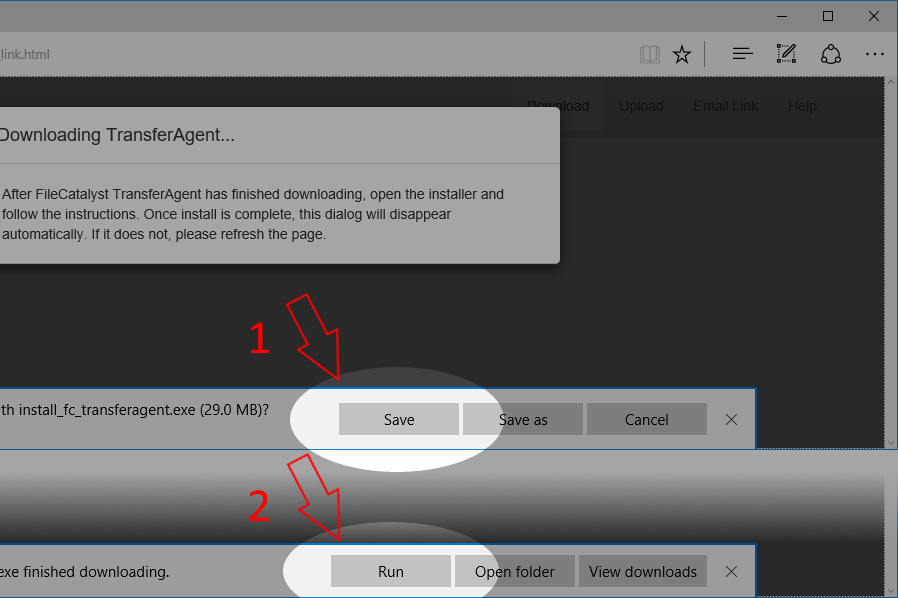 link.html
Download Upload Email Link Help
Downloading TransferAgent...
After FileCatalyst TransferAgent has finished downloading, open the installer and
follow the instructions. Once install is complete, this dialog will disappear
automatically. If it does not, please refresh the page.
1
th install_fc_transferagent.exe (29.0 MB)?
Save Save as Cancel
2
exe finished downloading.
Run Open folder View downloads